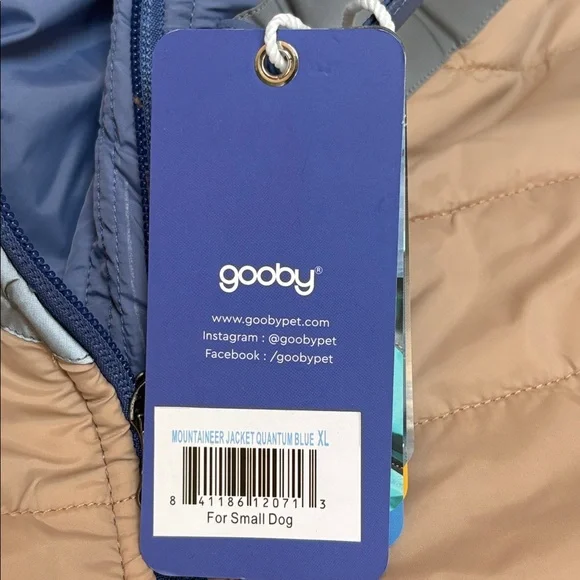 gooby®
www.goobypet.com
Instagram : @goobypet
Facebook : /goobypet
MOUNTAINEER JACKET QUANTUM BLUE XL
8 41186 12071 3
For Small Dog